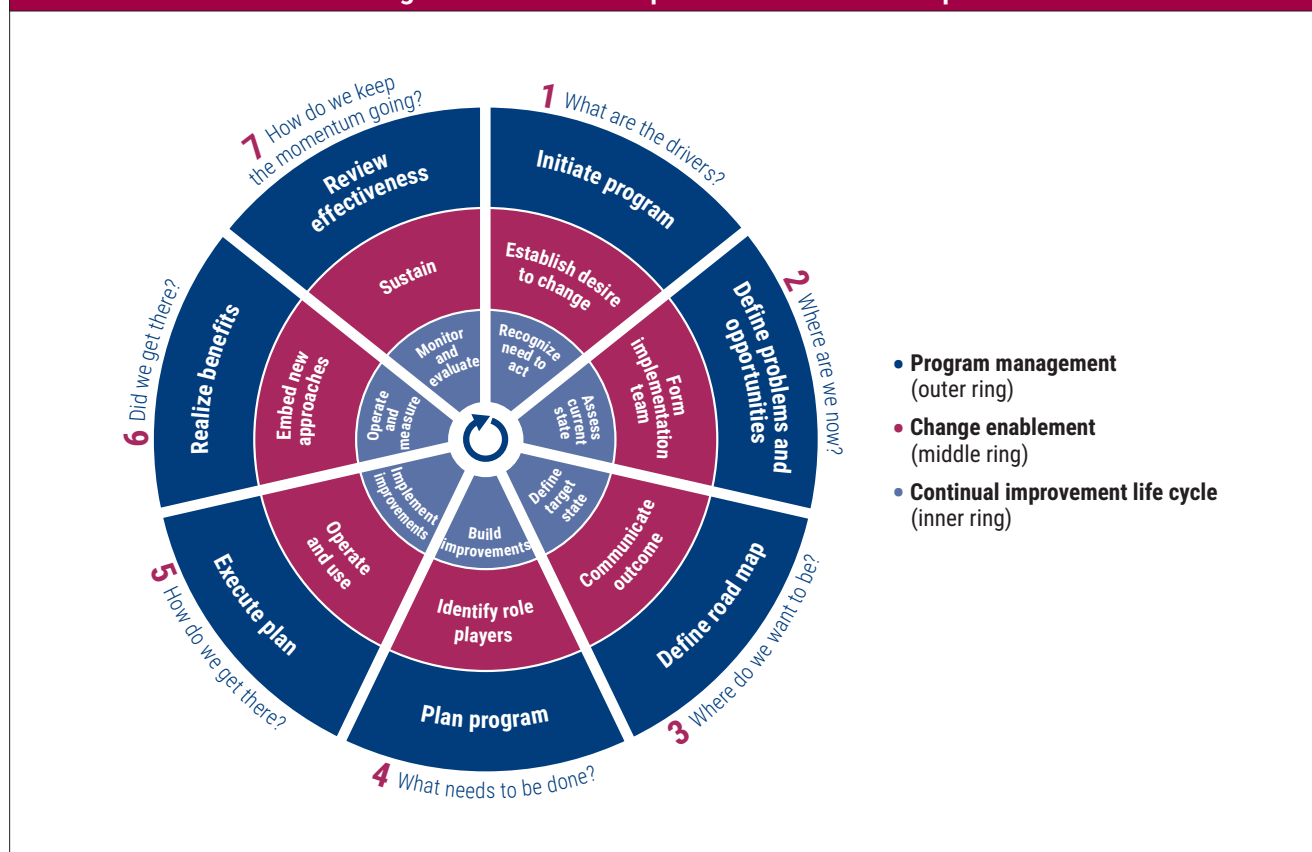 1 What are the drivers?
Initiate program
Establish desire
to change
Recognize
need to
act
2 Where are we now?
Define problems and
opportunities
Form
implementation
team
Assess
current
state
3 Where do we want to be?
Define road map
Communicate
outcome
Define
target
state
4 What needs to be done?
Plan program
Identify role
players
Build
improvements
5 How do we get there?
Execute plan
Operate
and use
Implement
improvements
6 Did we get there?
Realize benefits
Embed new
approaches
Operate
and
measure
7 How do we keep
the momentum going?
Review
effectiveness
Sustain
Monitor
and
evaluate
• Program management
(outer ring)
• Change enablement
(middle ring)
• Continual improvement life cycle
(inner ring)